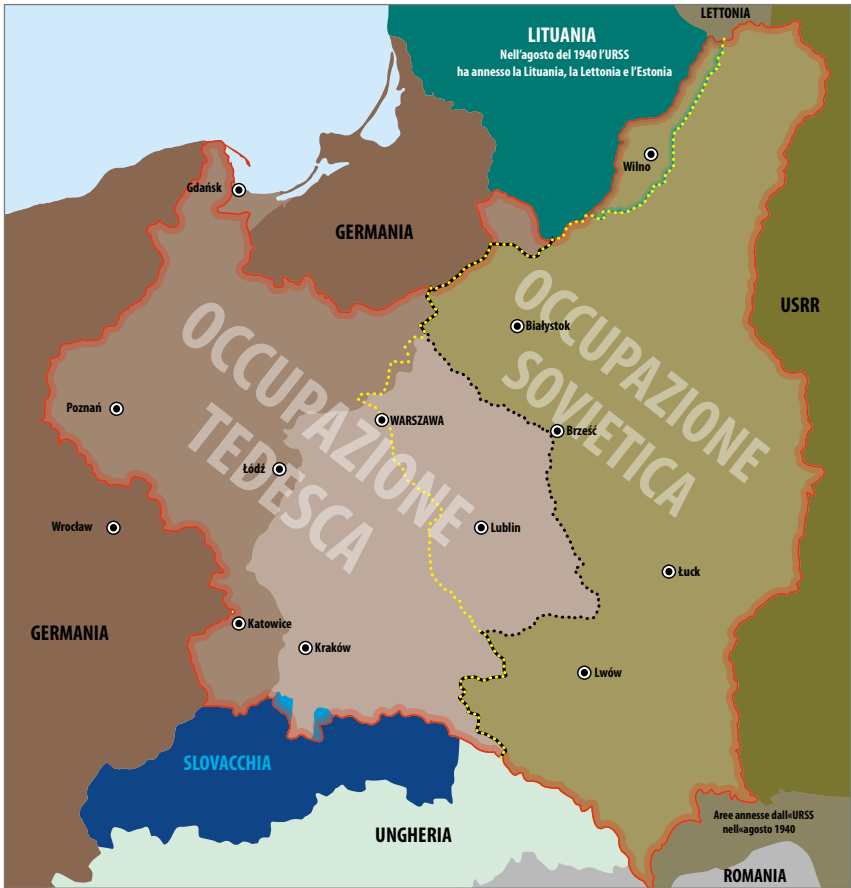 LETTONIA
LITUANIA
Nell'agosto del 1940 l'URSS
ha annesso la Lituania, la Lettonia e l'Estonia
Wilno
Gdańsk
GERMANIA
USRR
OCCUPAZIONE
SOVIETICA
Białystok
OCCUPAZIONE
TEDESCA
Poznań
WARSZAWA
Brześć
Łódź
Wrocław
Lublin
Łuck
GERMANIA
Katowice
Kraków
Lwów
SLOVACCHIA
Aree annesse dall«URSS
nell«agosto 1940
UNGHERIA
ROMANIA